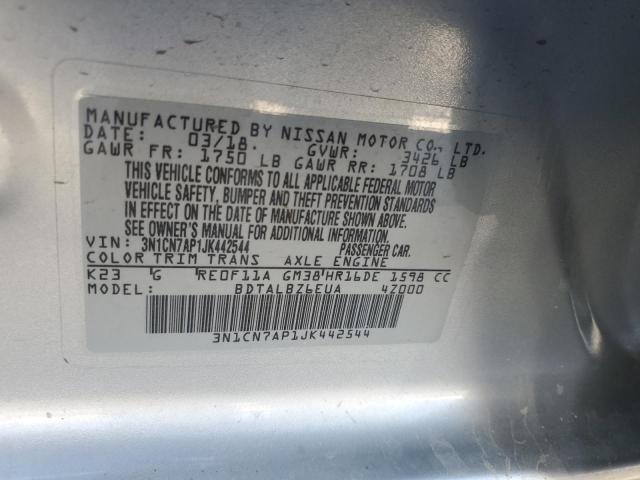 MANUFACTURED BY NISSAN MOTOR CO., LTD.
DATE: 03/18. GVWR: 3426 LB
GAWR FR: 1750 LB GAWR RR: 1708 LB
THIS VEHICLE CONFORMS TO ALL APPLICABLE FEDERAL MOTOR
VEHICLE SAFETY, BUMPER AND THEFT PREVENTION STANDARDS
IN EFFECT ON THE DATE OF MANUFACTURE SHOWN ABOVE.
SEE OWNER'S MANUAL FOR ADDITIONAL INFORMATION.
VIN: 3N1CN7AP1JK442544 PASSENGER CAR.
COLOR TRIM TRANS AXLE ENGINE
K23 G RE0F11A GM38 HR16DE 1598 CC
MODEL: BDTALBZ6EUA 4Z000
3N1CN7AP1JK442544